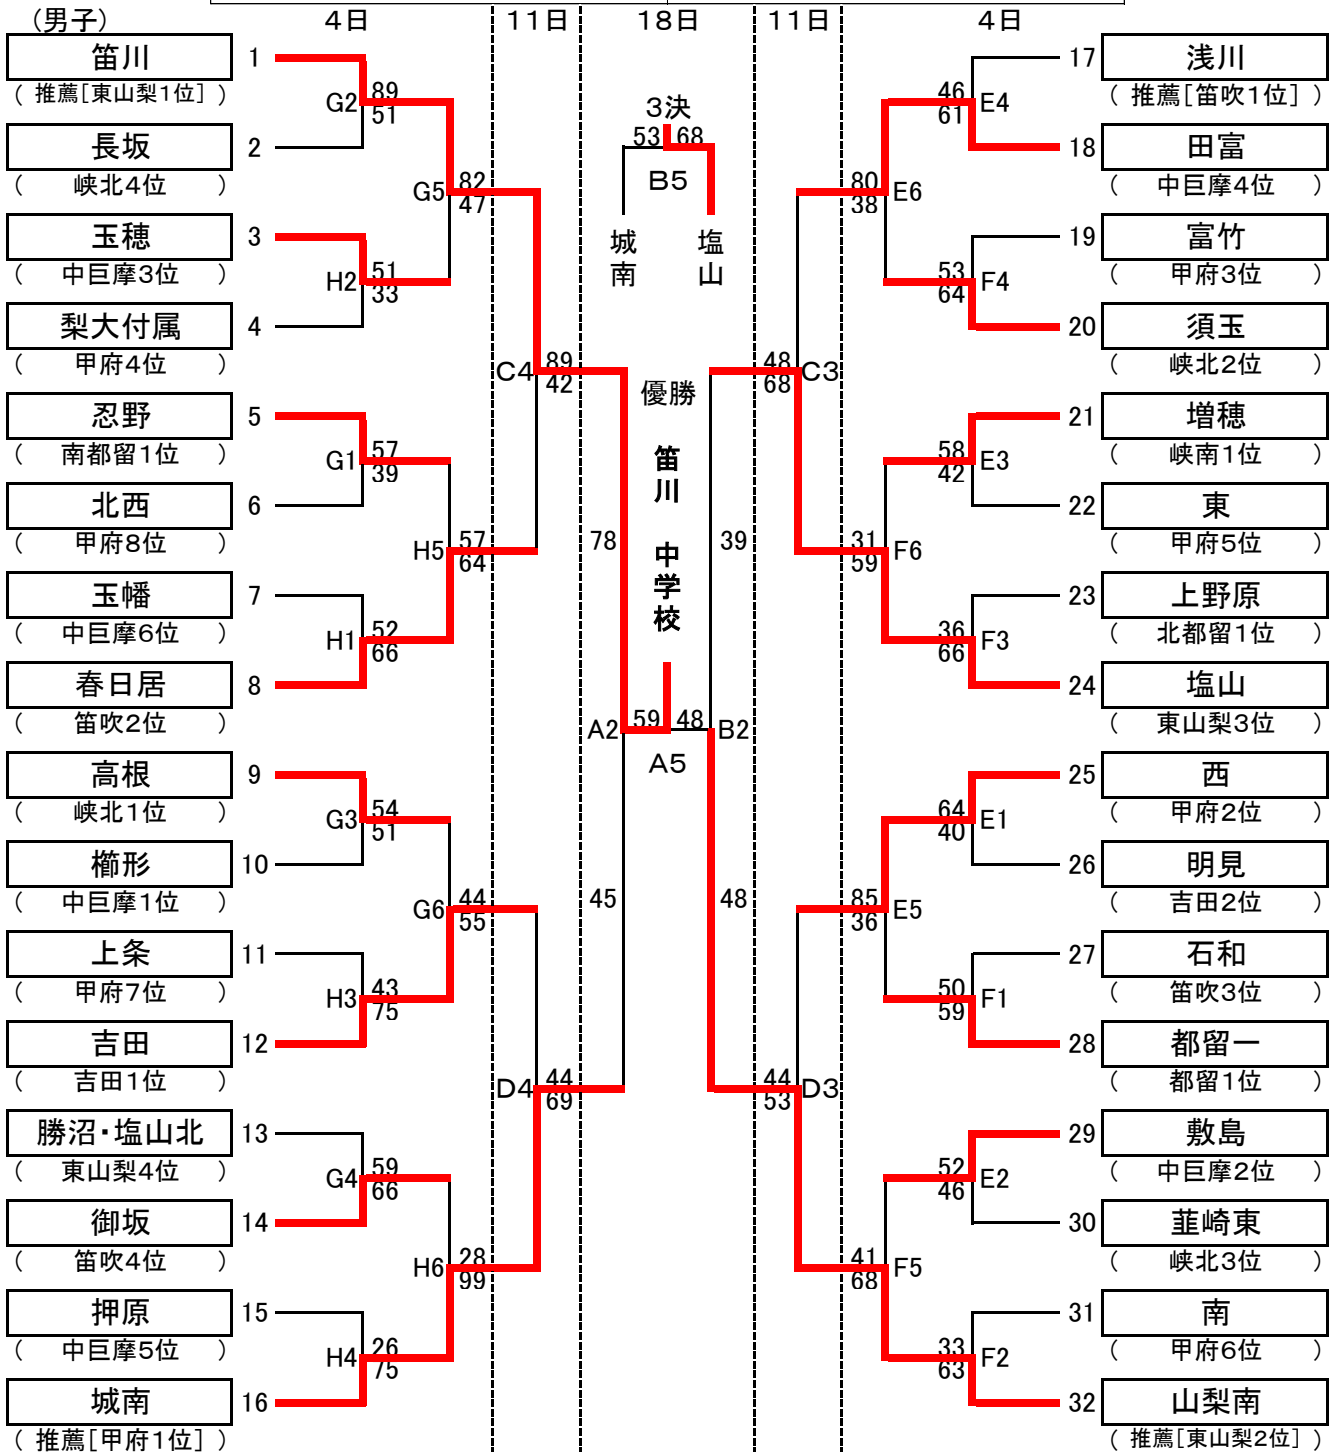 (男子)
4日 11日 18日 11日 4日
笛川 1
( 推薦[東山梨1位] )
G2 89 51
長坂 2
( 峡北4位 )
G5 82 47
玉穂 3
( 中巨摩3位 )
H2 51 33
梨大付属 4
( 甲府4位 )
C4 89 42
忍野 5
( 南都留1位 )
G1 57 39
北西 6
( 甲府8位 )
H5 57 64
玉幡 7
( 中巨摩6位 )
H1 52 66
春日居 8
( 笛吹2位 )
高根 9
( 峡北1位 )
G3 54 51
櫛形 10
( 中巨摩1位 )
G6 44 55
上条 11
( 甲府7位 )
H3 43 75
吉田 12
( 吉田1位 )
D4 44 69
勝沼・塩山北 13
( 東山梨4位 )
G4 59 66
御坂 14
( 笛吹4位 )
H6 28 99
押原 15
( 中巨摩5位 )
H4 26 75
城南 16
( 推薦[甲府1位] )
3決
53 68
B5
城南
塩山
優勝
笛川 中学校
78 39
A2 59 48 B2
A5
45 48
17 浅川
( 推薦[笛吹1位] )
46 61 E4
18 田富
( 中巨摩4位 )
80 38 E6
19 富竹
( 甲府3位 )
53 64 F4
20 須玉
( 峡北2位 )
48 68 C3
21 増穂
( 峡南1位 )
58 42 E3
22 東
( 甲府5位 )
31 59 F6
23 上野原
( 北都留1位 )
36 66 F3
24 塩山
( 東山梨3位 )
25 西
( 甲府2位 )
64 40 E1
26 明見
( 吉田2位 )
85 36 E5
27 石和
( 笛吹3位 )
50 59 F1
28 都留一
( 都留1位 )
44 53 D3
29 敷島
( 中巨摩2位 )
52 46 E2
30 韮崎東
( 峡北3位 )
41 68 F5
31 南
( 甲府6位 )
33 63 F2
32 山梨南
( 推薦[東山梨2位] )